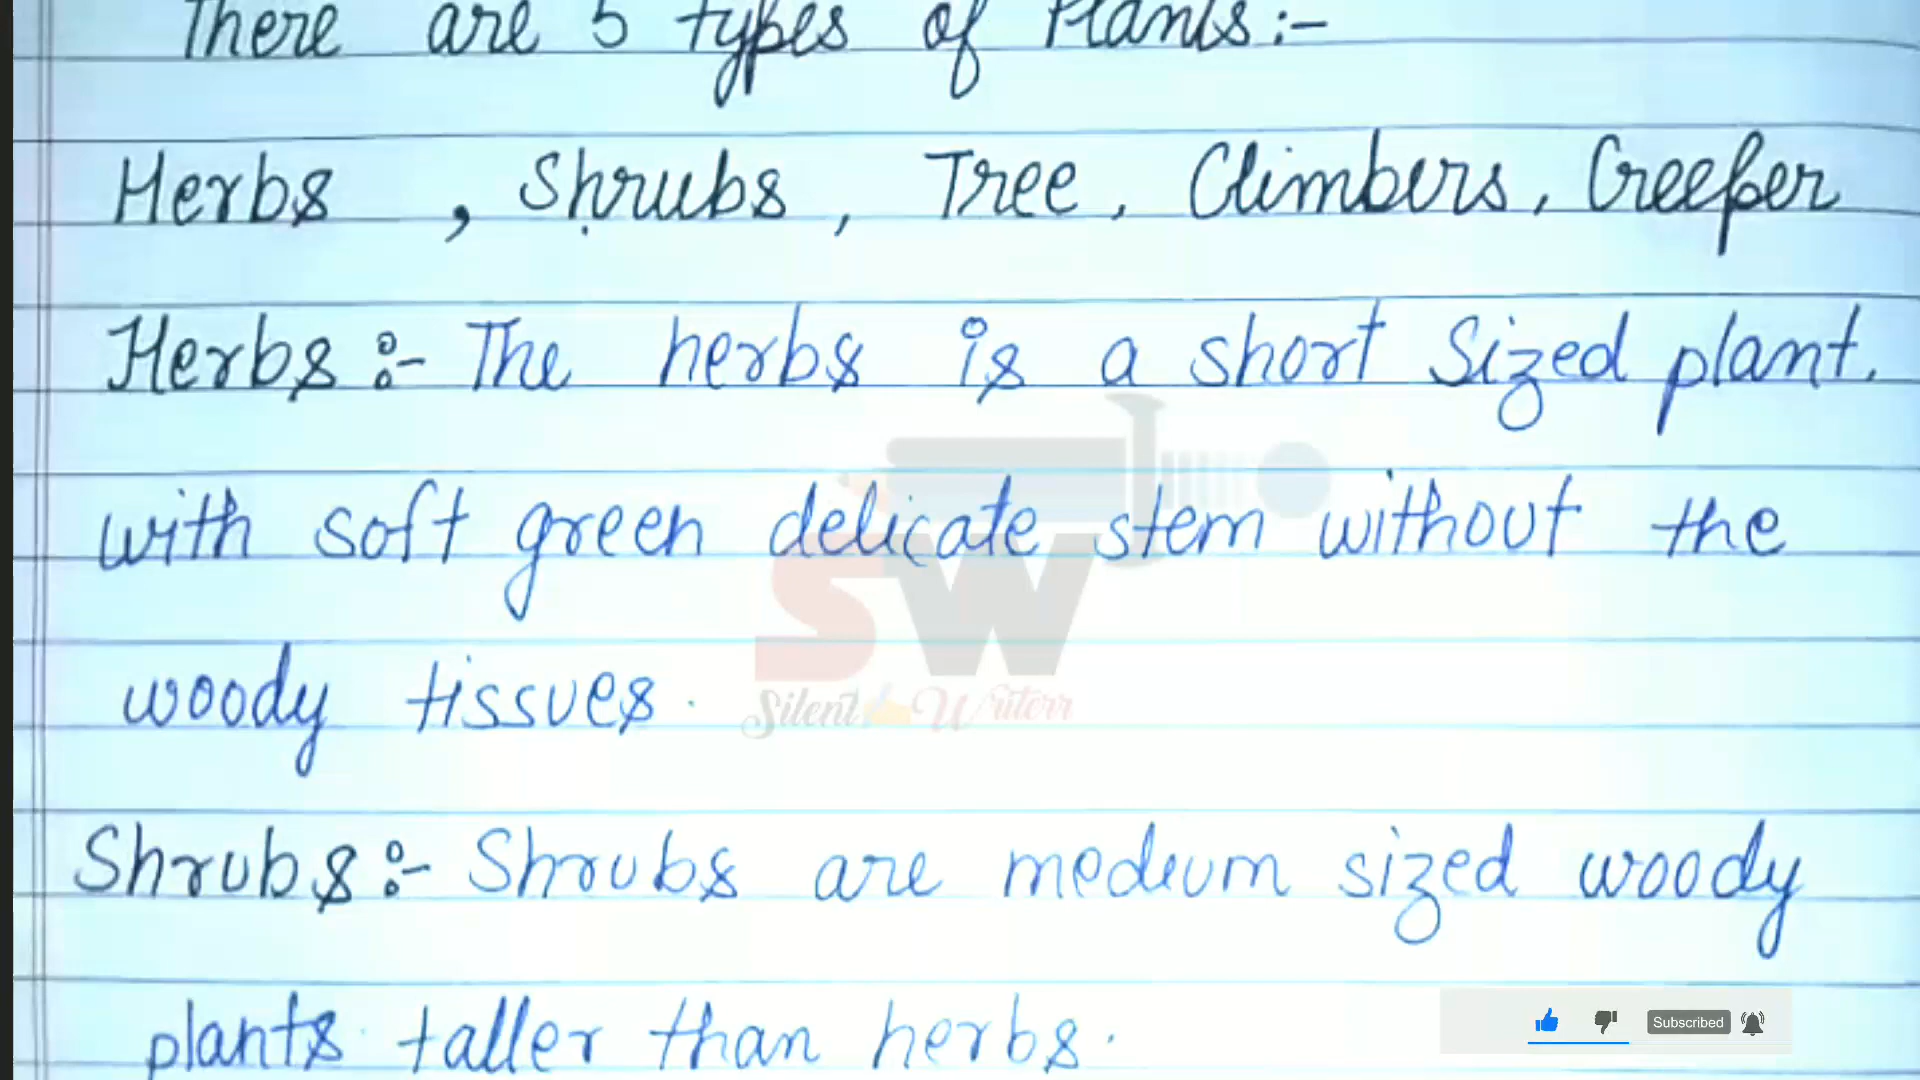 There are 5 types of Plants:-
Herbs , Shrubs , Tree , Climbers , Creeper
Herbs :- The herbs is a short sized plant.
with soft green delicate stem without the
woody tissues.
SW
Silent Writerr
Shrubs :- Shrubs are medium sized woody
plants taller than herbs.
Subscribed